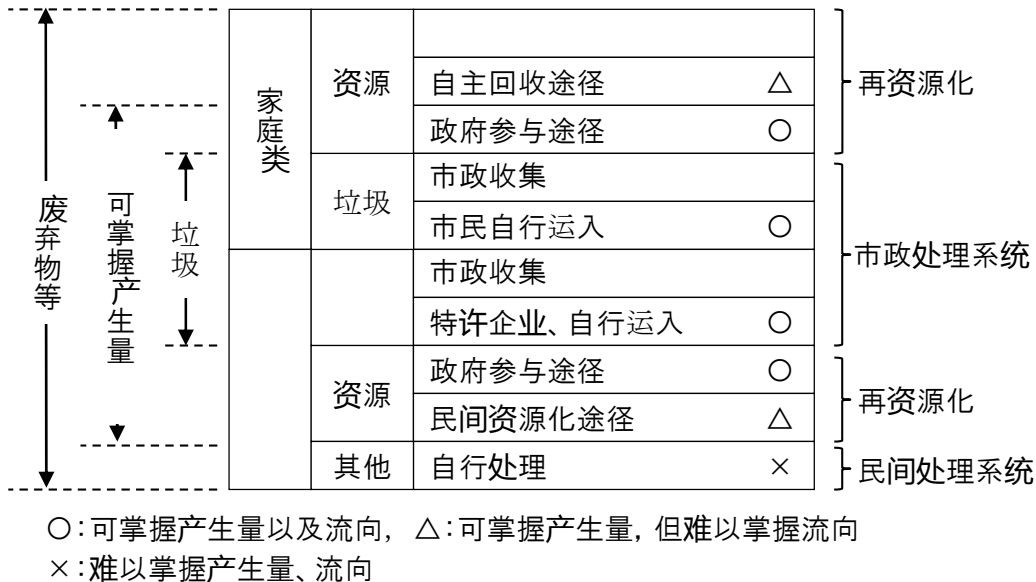 资源
自主回收途径 △
再资源化
家庭类
政府参与途径 ○
垃圾
市政收集
市民自行运入 ○
废弃物等
可掌握产生量
垃圾
市政收集
市政处理系统
特许企业、自行运入 ○
资源
政府参与途径 ○
民间资源化途径 △
再资源化
其他
自行处理 ×
民间处理系统
○：可掌握产生量以及流向， △：可掌握产生量，但难以掌握流向
×：难以掌握产生量、流向